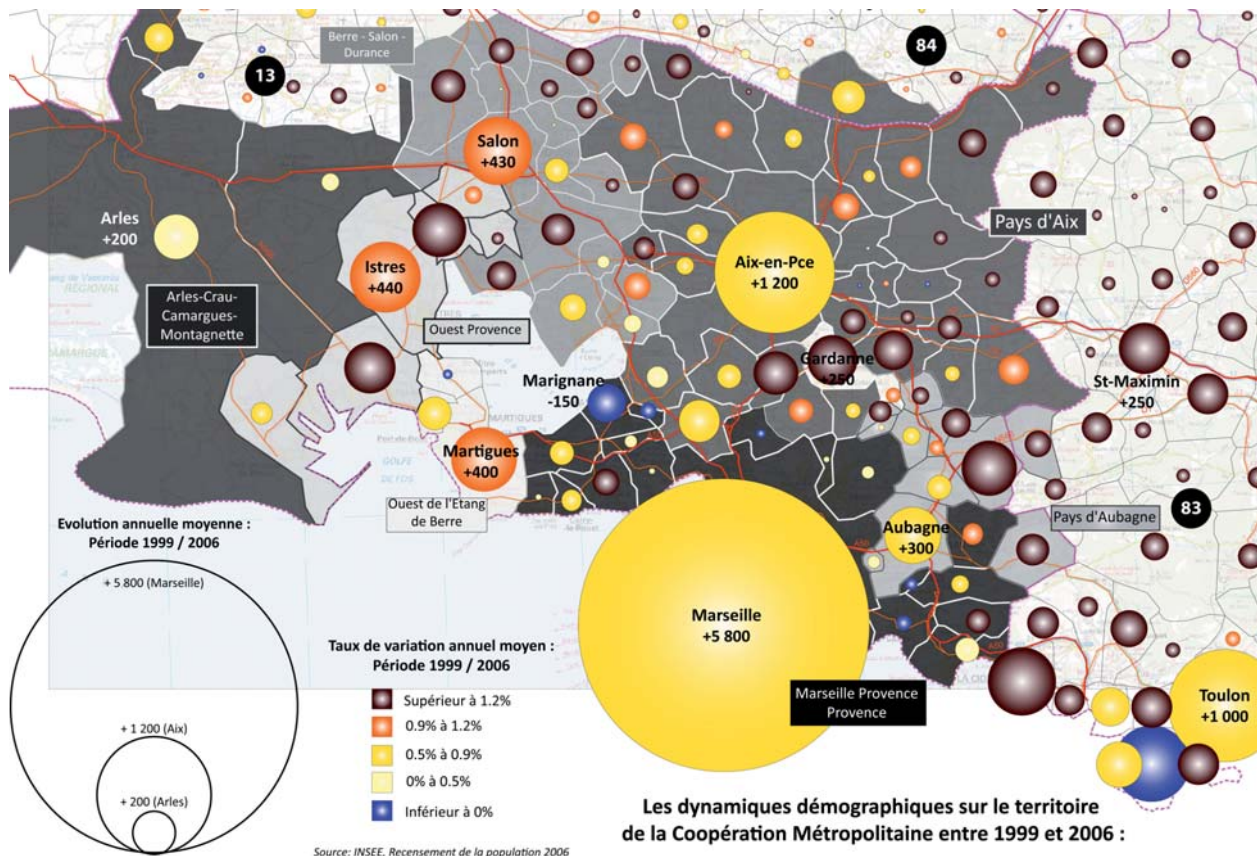 Berre - Salon -
Durance
13
84
Salon
+430
Arles
+200
Pays d'Aix
Istres
+440
Aix-en-Pce
+1 200
Arles-Crau-
Camargues-
Montagnette
Ouest Provence
Gardanne
+250
Marignane
-150
St-Maximin
+250
Martigues
+400
MARTIGUES
GOLFE
DE FOS
Ouest de l'Etang
de Berre
83
Pays d'Aubagne
Aubagne
+300
Evolution annuelle moyenne :
Période 1999 / 2006
+ 5 800 (Marseille)
+ 1 200 (Aix)
+ 200 (Arles)
Marseille
+5 800
Taux de variation annuel moyen :
Période 1999 / 2006
Supérieur à 1.2%
0.9% à 1.2%
0.5% à 0.9%
0% à 0.5%
Inférieur à 0%
Marseille Provence
Provence
Toulon
+1 000
Les dynamiques démographiques sur le territoire
de la Coopération Métropolitaine entre 1999 et 2006 :
Source: INSEE, Recensement de la population 2006